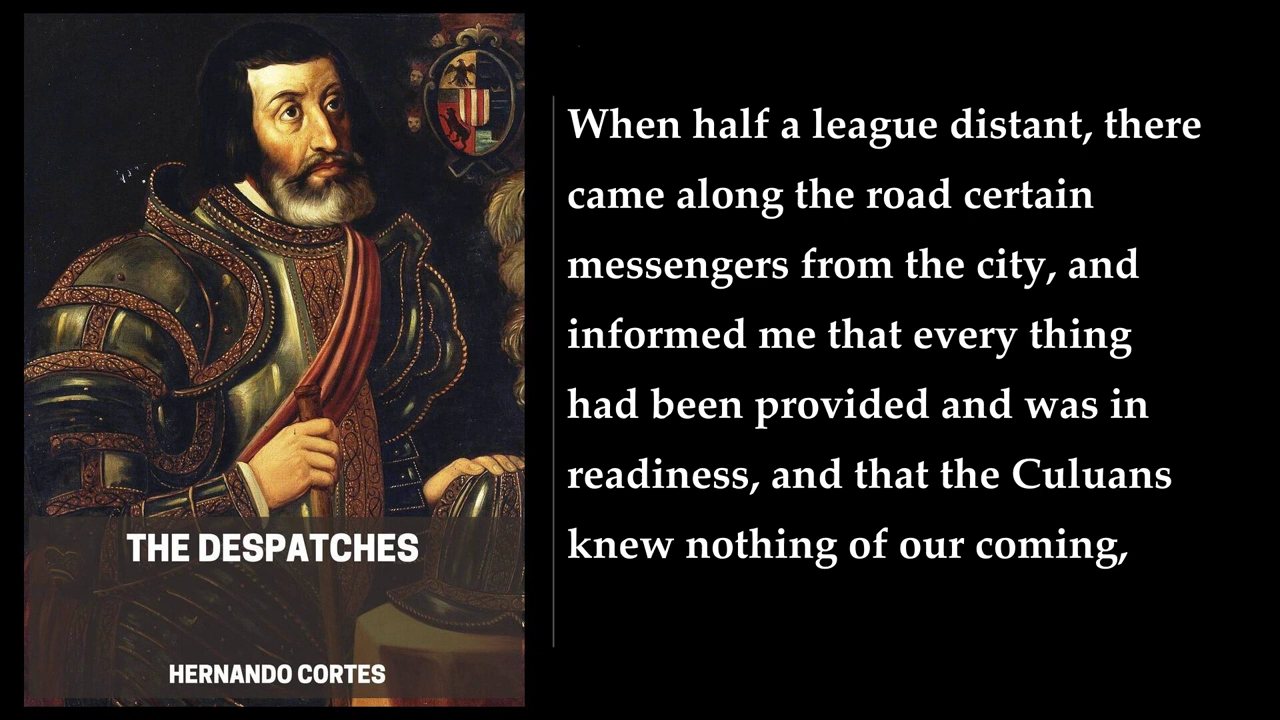 THE DESPATCHES
HERNANDO CORTES
When half a league distant, there
came along the road certain
messengers from the city, and
informed me that every thing
had been provided and was in
readiness, and that the Culuans
knew nothing of our coming,